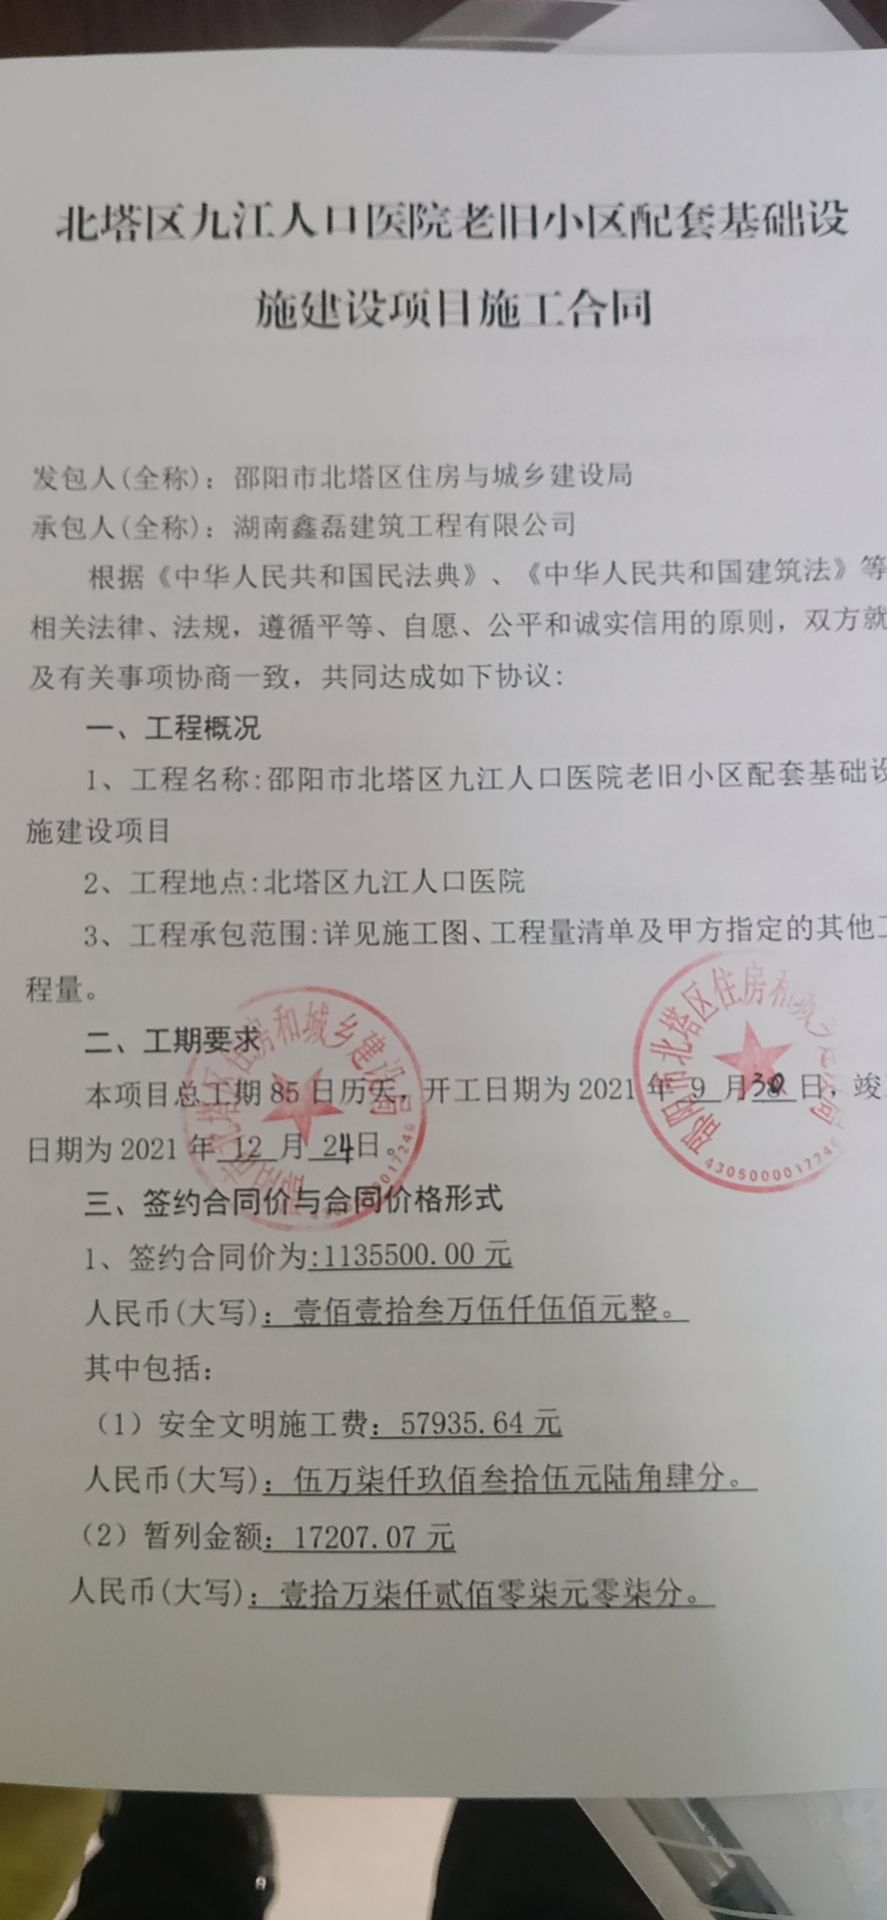 北塔区九江人口医院老旧小区配套基础设
施建设项目施工合同
发包人(全称)：邵阳市北塔区住房与城乡建设局
承包人(全称)：湖南鑫磊建筑工程有限公司
根据《中华人民共和国民法典》、《中华人民共和国建筑法》等
相关法律、法规，遵循平等、自愿、公平和诚实信用的原则，双方就
及有关事项协商一致，共同达成如下协议：
一、工程概况
1、工程名称:邵阳市北塔区九江人口医院老旧小区配套基础设
施建设项目
2、工程地点:北塔区九江人口医院
3、工程承包范围:详见施工图、工程量清单及甲方指定的其他工
程量。
二、工期要求
本项目总工期 85 日历天，开工日期为 2021 年 9 月 30 日，竣工
日期为 2021 年 12 月 24 日。
三、签约合同价与合同价格形式
1、签约合同价为:1135500.00 元
人民币(大写)：壹佰壹拾叁万伍仟伍佰元整。
其中包括：
（1）安全文明施工费：57935.64 元
人民币(大写)：伍万柒仟玖佰叁拾伍元陆角肆分。
（2）暂列金额：17207.07 元
人民币(大写)：壹拾万柒仟贰佰零柒元零柒分。
邵阳市北塔区住房和城乡建设局
4305000017246
邵阳市北塔区住房和城乡建设局
4305000017246